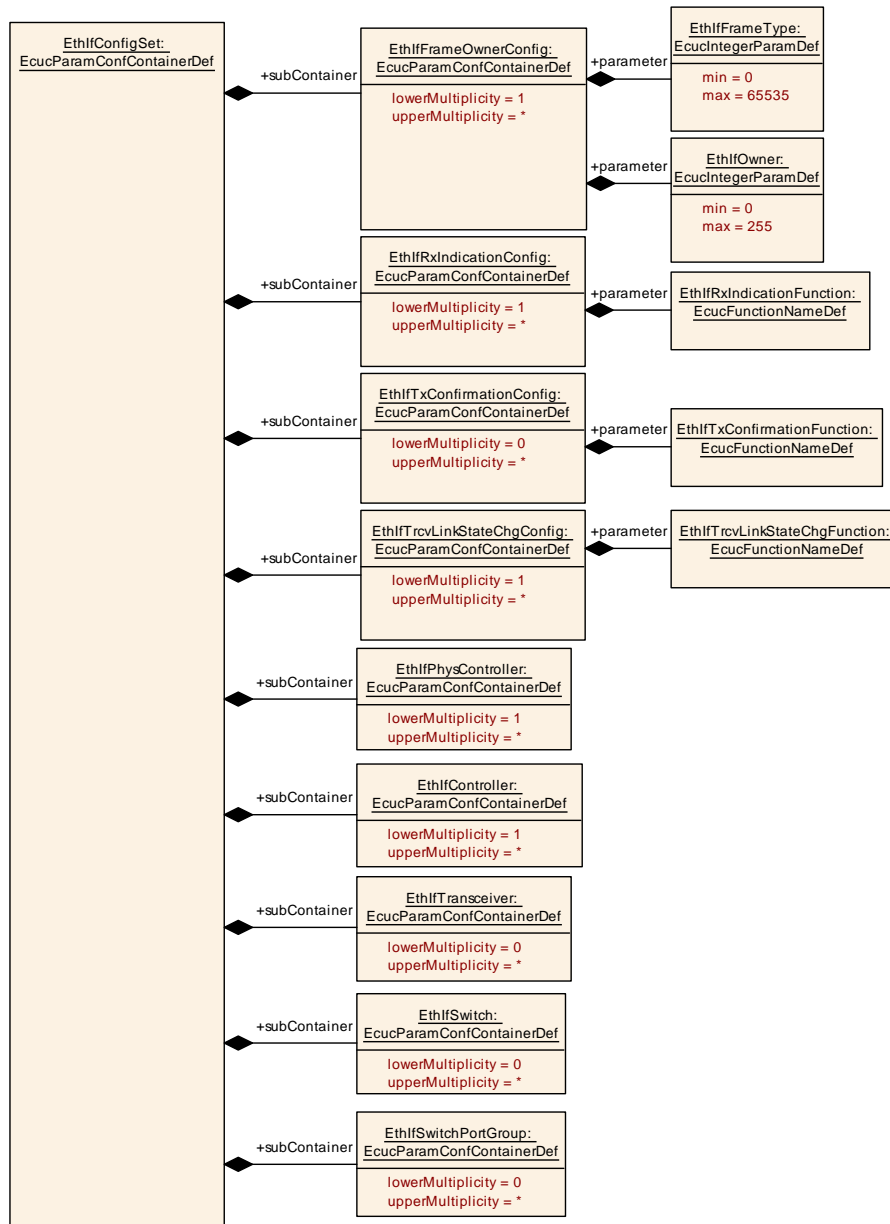 EthIfConfigSet:
EcucParamConfContainerDef
+subContainer
EthIfFrameOwnerConfig:
EcucParamConfContainerDef
lowerMultiplicity = 1
upperMultiplicity = *
+parameter
EthIfFrameType:
EcucIntegerParamDef
min = 0
max = 65535
+parameter
EthIfOwner:
EcucIntegerParamDef
min = 0
max = 255
+subContainer
EthIfRxIndicationConfig:
EcucParamConfContainerDef
lowerMultiplicity = 1
upperMultiplicity = *
+parameter
EthIfRxIndicationFunction:
EcucFunctionNameDef
+subContainer
EthIfTxConfirmationConfig:
EcucParamConfContainerDef
lowerMultiplicity = 0
upperMultiplicity = *
+parameter
EthIfTxConfirmationFunction:
EcucFunctionNameDef
+subContainer
EthIfTrcvLinkStateChgConfig:
EcucParamConfContainerDef
lowerMultiplicity = 1
upperMultiplicity = *
+parameter
EthIfTrcvLinkStateChgFunction:
EcucFunctionNameDef
+subContainer
EthIfPhysController:
EcucParamConfContainerDef
lowerMultiplicity = 1
upperMultiplicity = *
+subContainer
EthIfController:
EcucParamConfContainerDef
lowerMultiplicity = 1
upperMultiplicity = *
+subContainer
EthIfTransceiver:
EcucParamConfContainerDef
lowerMultiplicity = 0
upperMultiplicity = *
+subContainer
EthIfSwitch:
EcucParamConfContainerDef
lowerMultiplicity = 0
upperMultiplicity = *
+subContainer
EthIfSwitchPortGroup:
EcucParamConfContainerDef
lowerMultiplicity = 0
upperMultiplicity = *